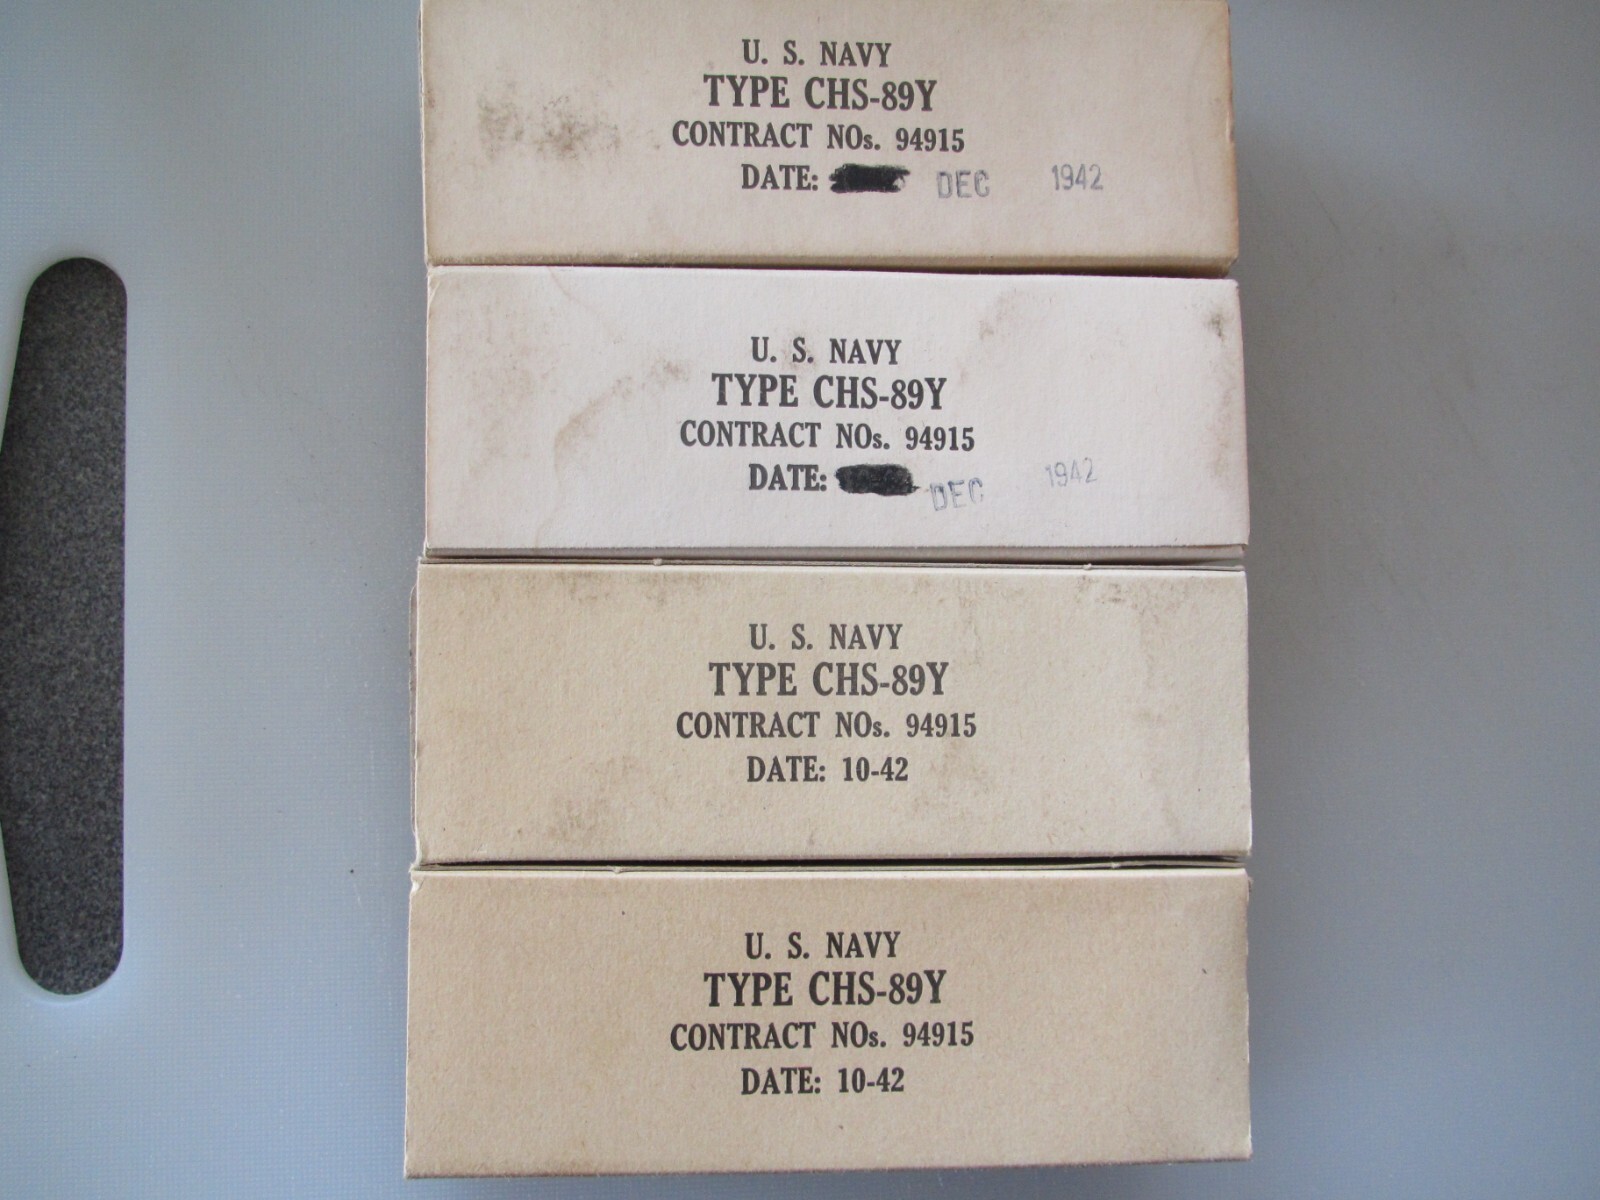 U. S. NAVY
TYPE CHS-89Y
CONTRACT NOs. 94915
DATE: DEC 1942
U. S. NAVY
TYPE CHS-89Y
CONTRACT NOs. 94915
DATE: DEC 1942
U. S. NAVY
TYPE CHS-89Y
CONTRACT NOs. 94915
DATE: 10-42
U. S. NAVY
TYPE CHS-89Y
CONTRACT NOs. 94915
DATE: 10-42